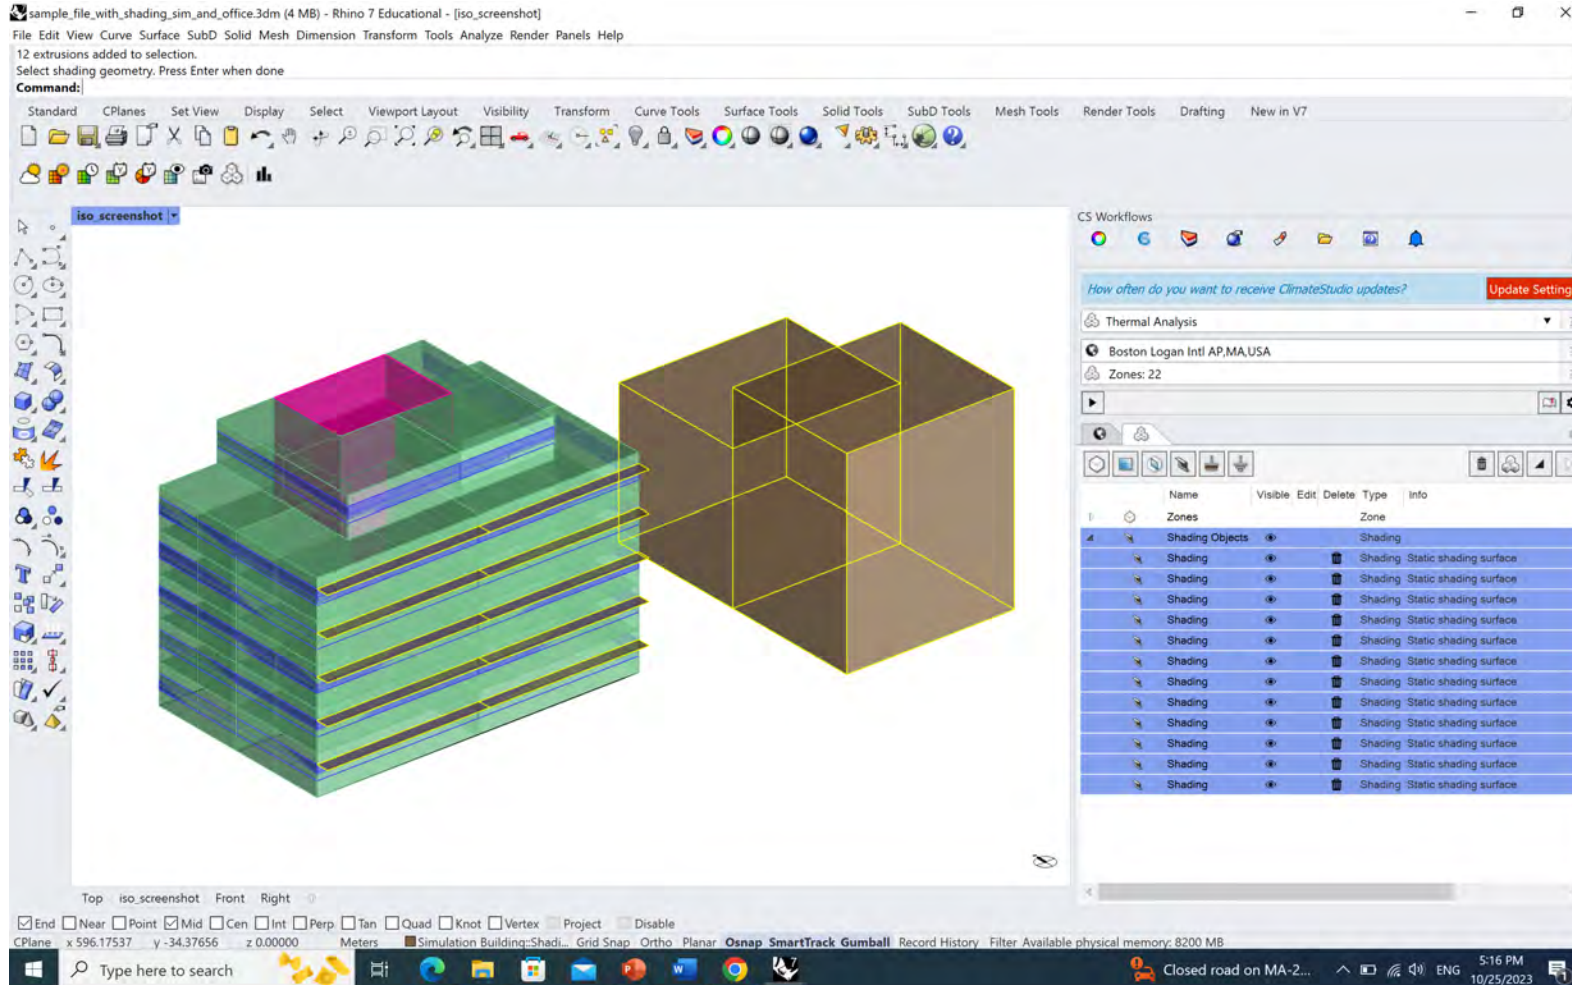 sample_file_with_shading_sim_and_office.3dm (4 MB) - Rhino 7 Educational - [iso_screenshot]
File Edit View Curve Surface SubD Solid Mesh Dimension Transform Tools Analyze Render Panels Help
12 extrusions added to selection.
Select shading geometry. Press Enter when done
Command:
Standard CPlanes Set View Display Select Viewport Layout Visibility Transform Curve Tools Surface Tools Solid Tools SubD Tools Mesh Tools Render Tools Drafting New in V7
iso_screenshot
CS Workflows
How often do you want to receive ClimateStudio updates? Update Setting
Thermal Analysis
Boston Logan Intl AP,MA,USA
Zones: 22
Name Visible Edit Delete Type Info
Zones Zone
Shading Objects Shading
Shading Shading Static shading surface
Shading Shading Static shading surface
Shading Shading Static shading surface
Shading Shading Static shading surface
Shading Shading Static shading surface
Shading Shading Static shading surface
Shading Shading Static shading surface
Shading Shading Static shading surface
Shading Shading Static shading surface
Shading Shading Static shading surface
Shading Shading Static shading surface
Shading Shading Static shading surface
Top iso_screenshot Front Right
End Near Point Mid Cen Int Perp Tan Quad Knot Vertex Project Disable
CPlane x 596.17537 y -34.37656 z 0.00000 Meters Simulation Building::Shadi... Grid Snap Ortho Planar Osnap SmartTrack Gumball Record History Filter Available physical memory: 8200 MB
Type here to search Closed road on MA-2... ENG 5:16 PM
10/25/2023